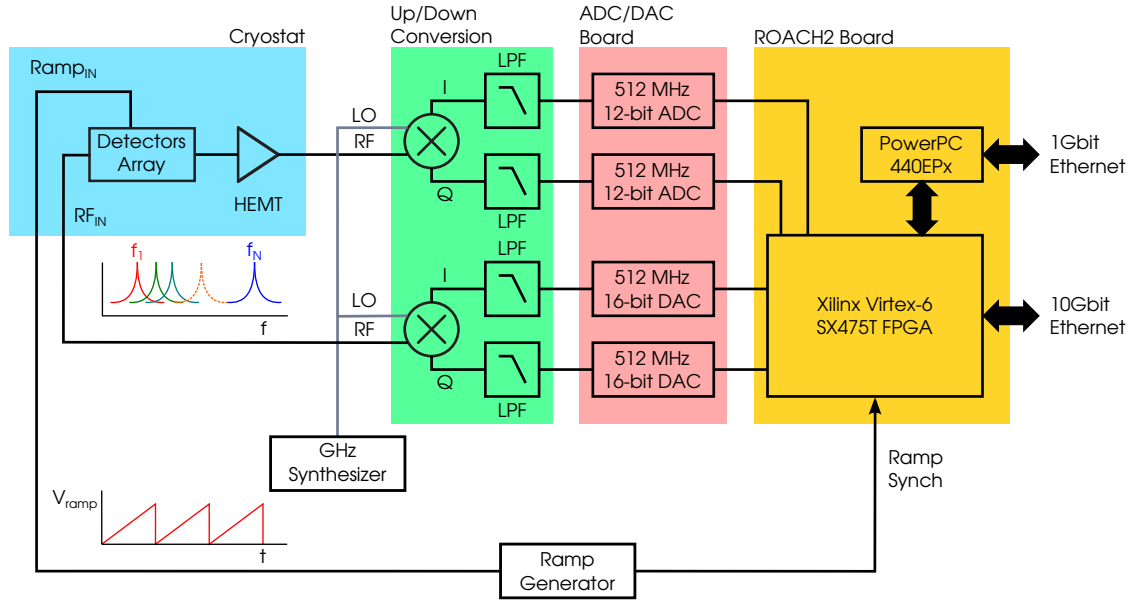 Cryostat
Up/Down
Conversion
ADC/DAC
Board
ROACH2 Board
Ramp_IN
Detectors
Array
HEMT
RF_IN
LO
RF
I
Q
LPF
LPF
512 MHz
12-bit ADC
512 MHz
12-bit ADC
PowerPC
440EPx
1Gbit
Ethernet
f_1
f_N
f
LO
RF
I
Q
LPF
LPF
512 MHz
16-bit DAC
512 MHz
16-bit DAC
Xilinx Virtex-6
SX475T FPGA
10Gbit
Ethernet
GHz
Synthesizer
Ramp
Synch
V_ramp
t
Ramp
Generator